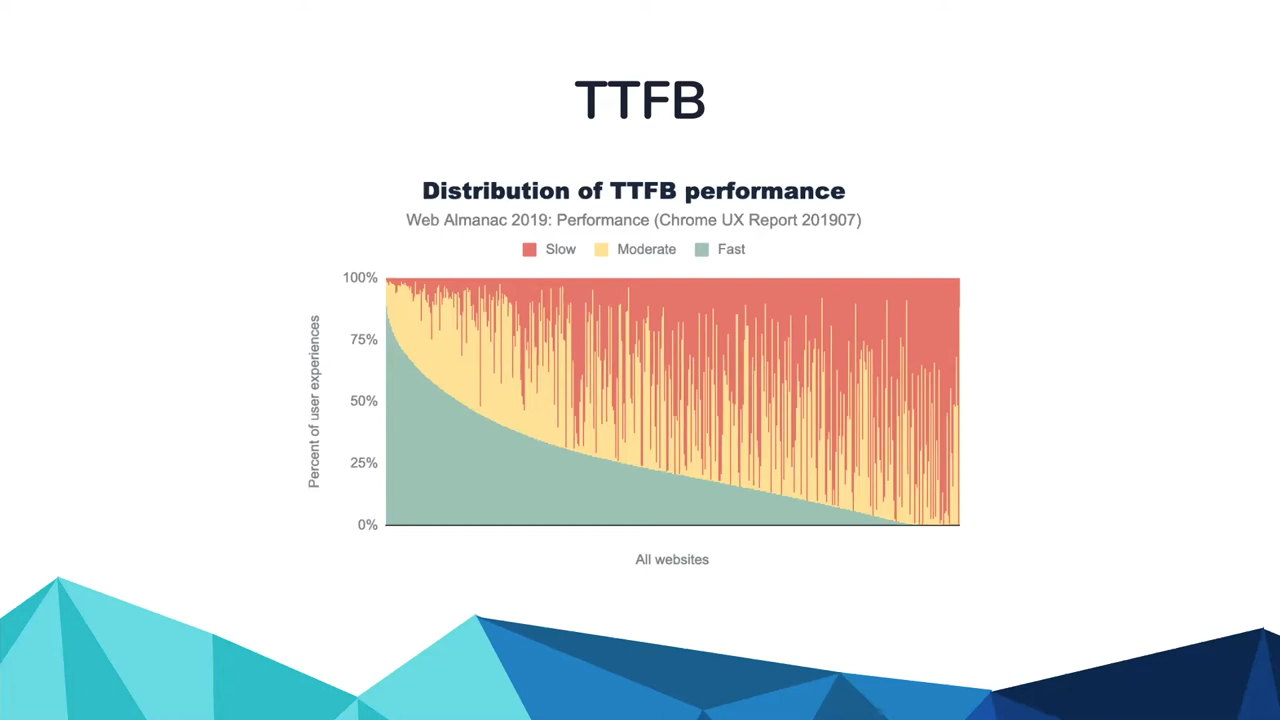 TTFB
Distribution of TTFB performance
Web Almanac 2019: Performance (Chrome UX Report 201907)
Slow Moderate Fast
100%
75%
50%
25%
0%
Percent of user experiences
All websites